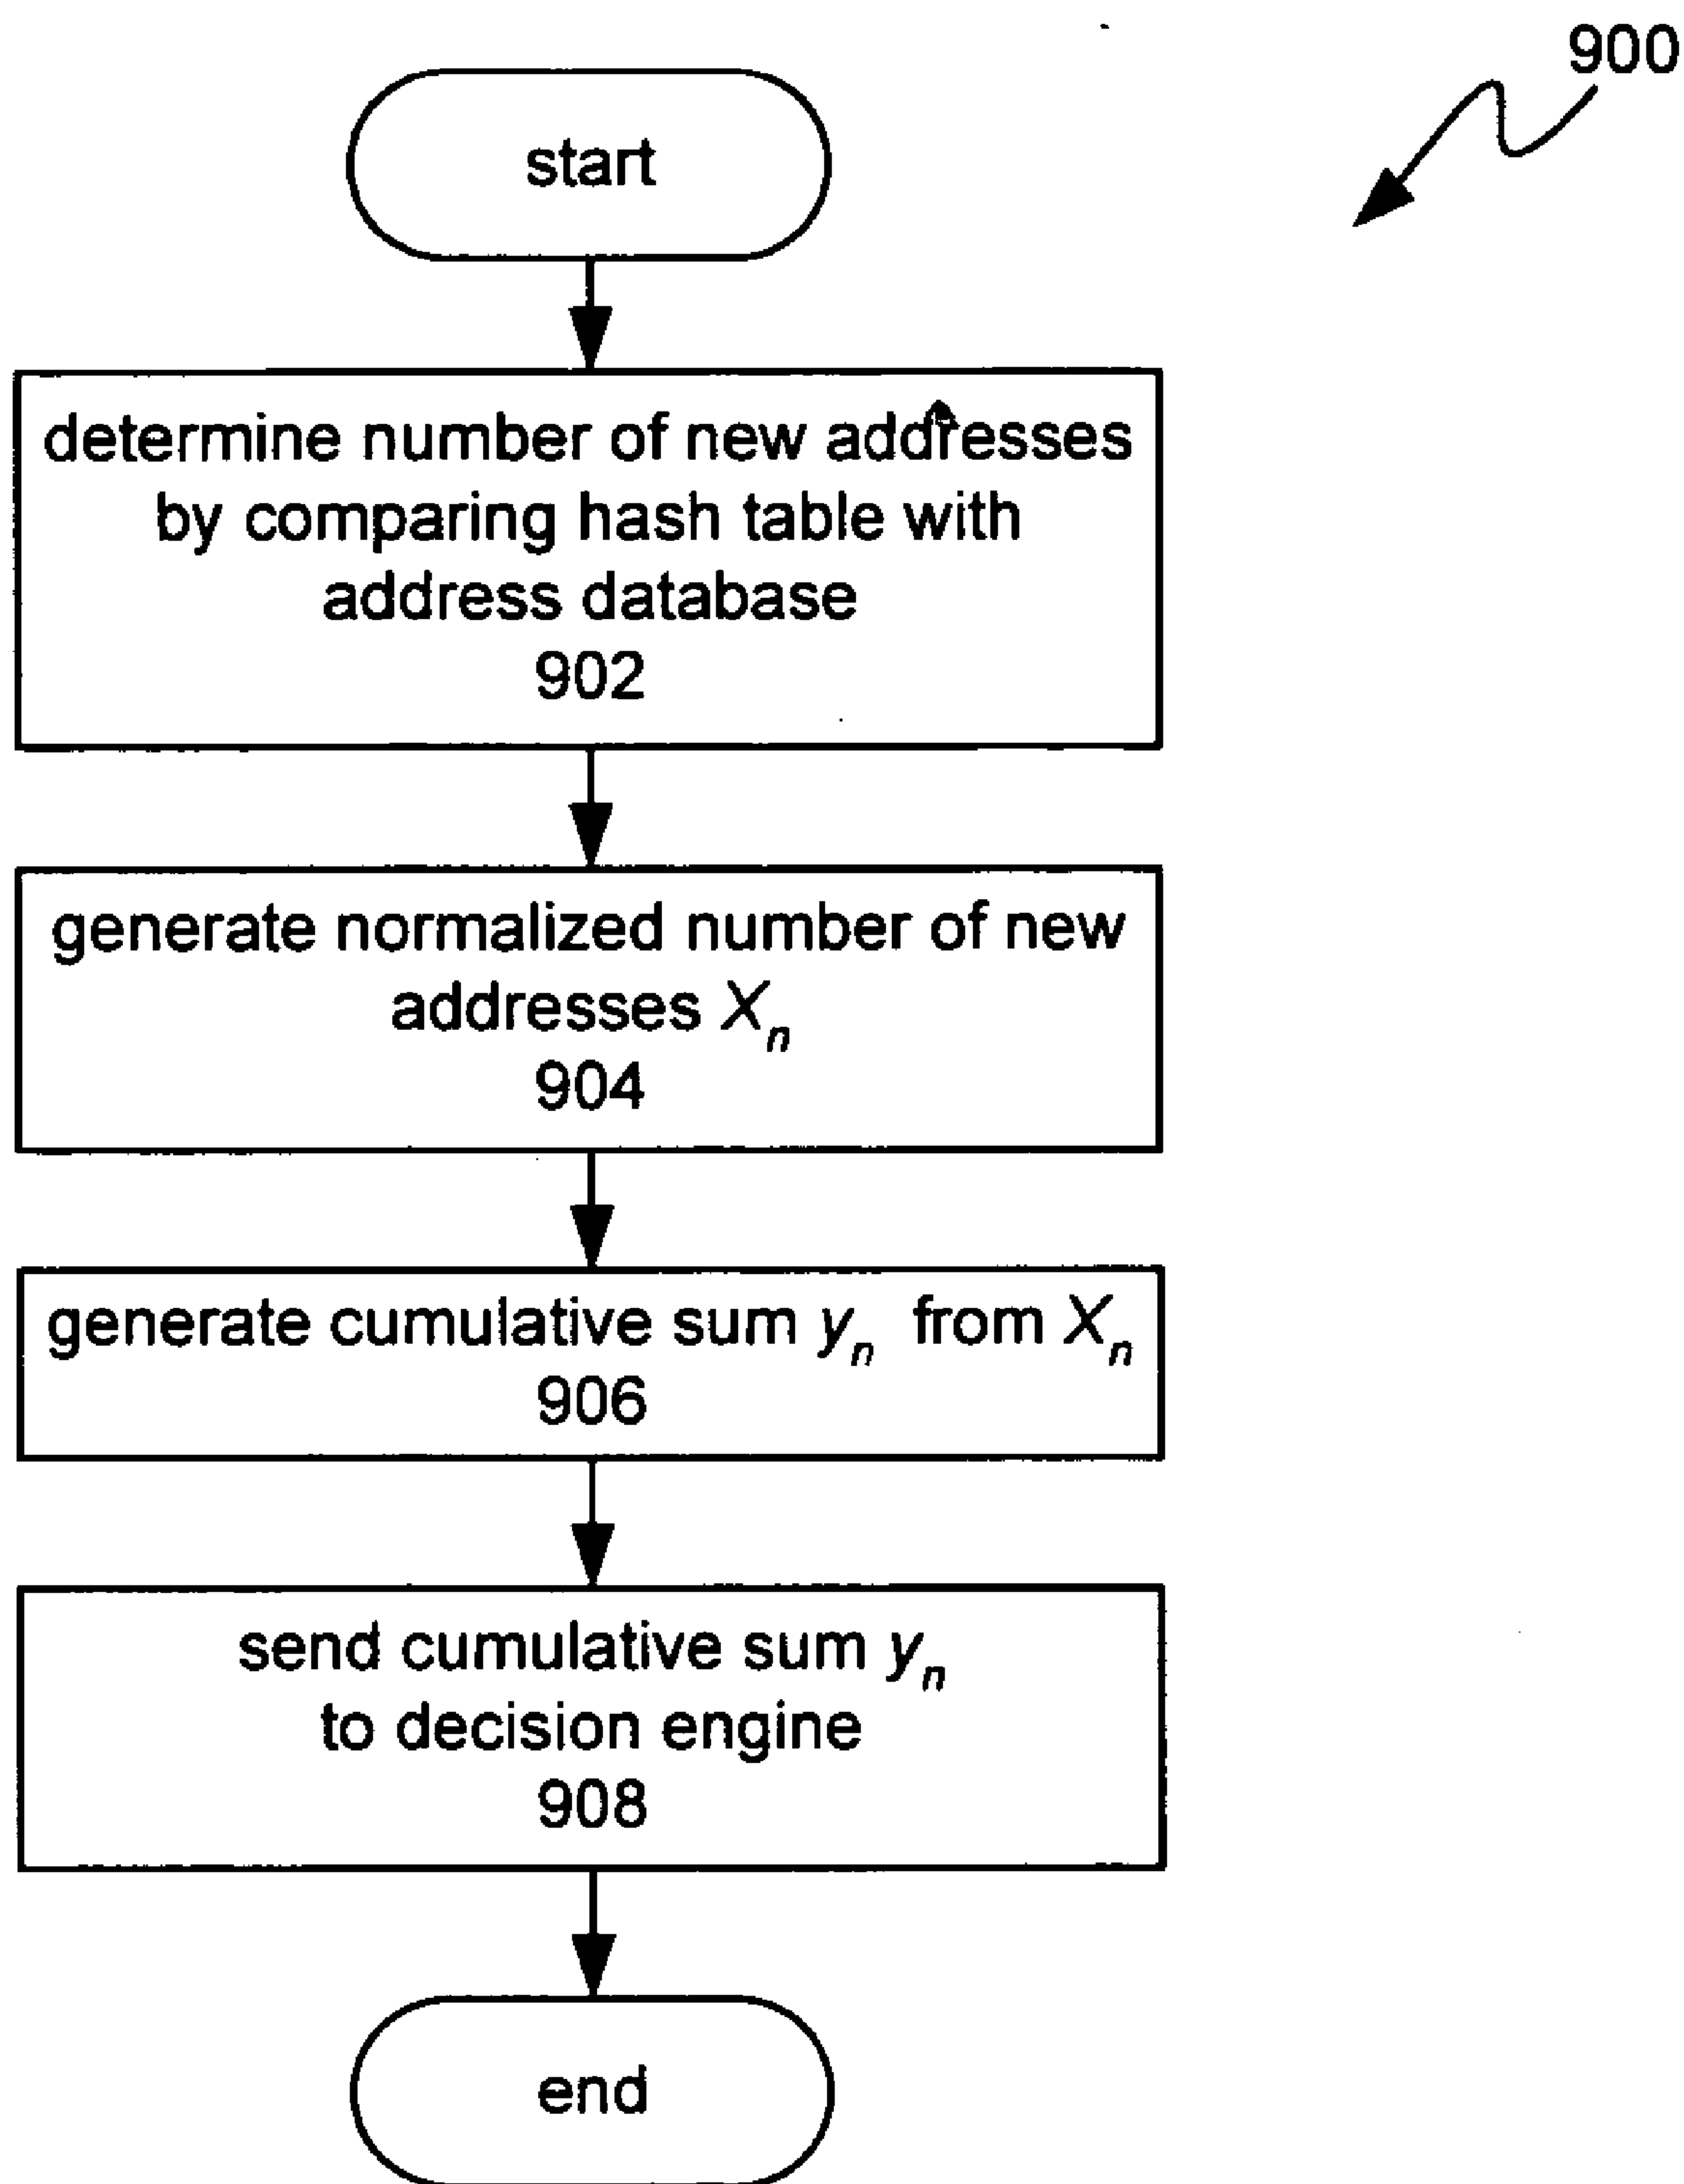 900
start
determine number of new addresses
by comparing hash table with
address database
902
generate normalized number of new
addresses Xn
904
generate cumulative sum yn from Xn
906
send cumulative sum yn
to decision engine
908
end